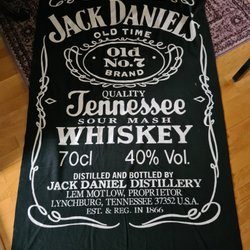 JACK DANIEL'S
OLD TIME
Old
No.7
BRAND
QUALITY
Tennessee
SOUR MASH
WHISKEY
70cl 40% Vol.
DISTILLED AND BOTTLED BY
JACK DANIEL DISTILLERY
LEM MOTLOW, PROPRIETOR
LYNCHBURG, TENNESSEE 37352 U.S.A.
EST. & REG. IN 1866